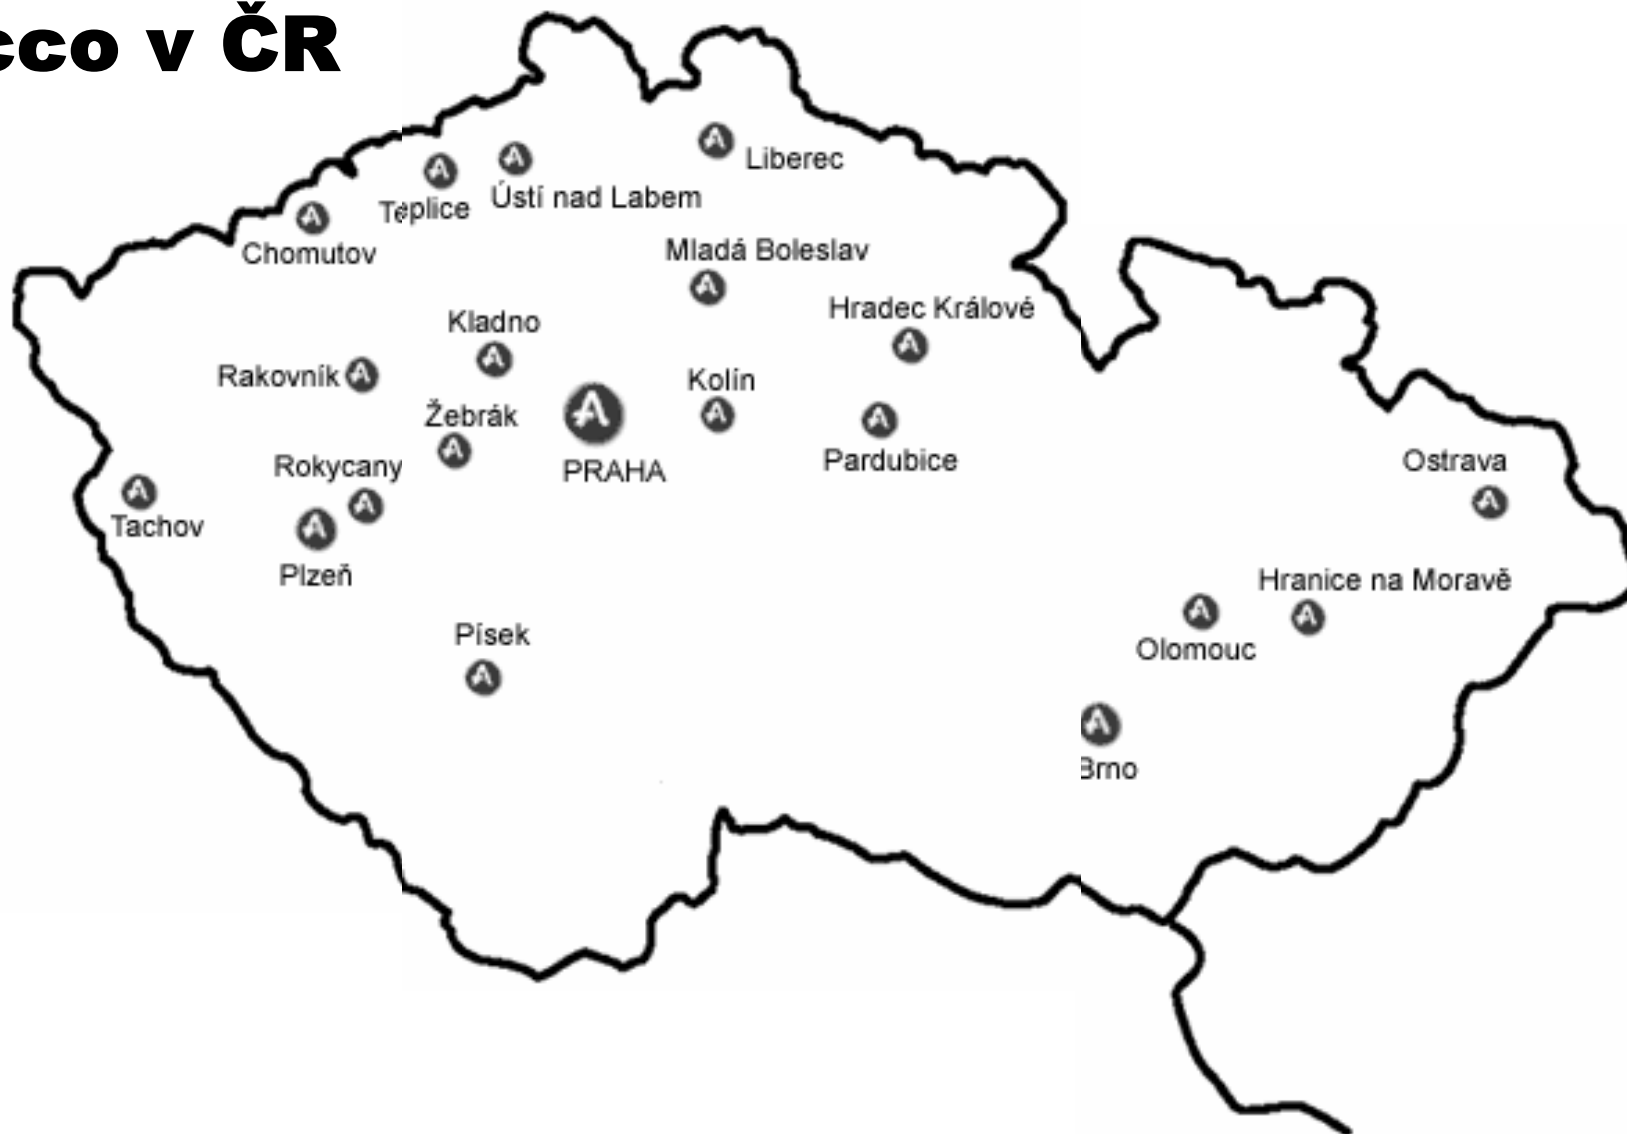 cco v ČR
Liberec
Teplice
Ústí nad Labem
Chomutov
Mladá Boleslav
Hradec Králové
Kladno
Rakovník
Kolín
Žebrák
Pardubice
Ostrava
Rokycany
PRAHA
Tachov
Plzeň
Hranice na Moravě
Písek
Olomouc
Brno